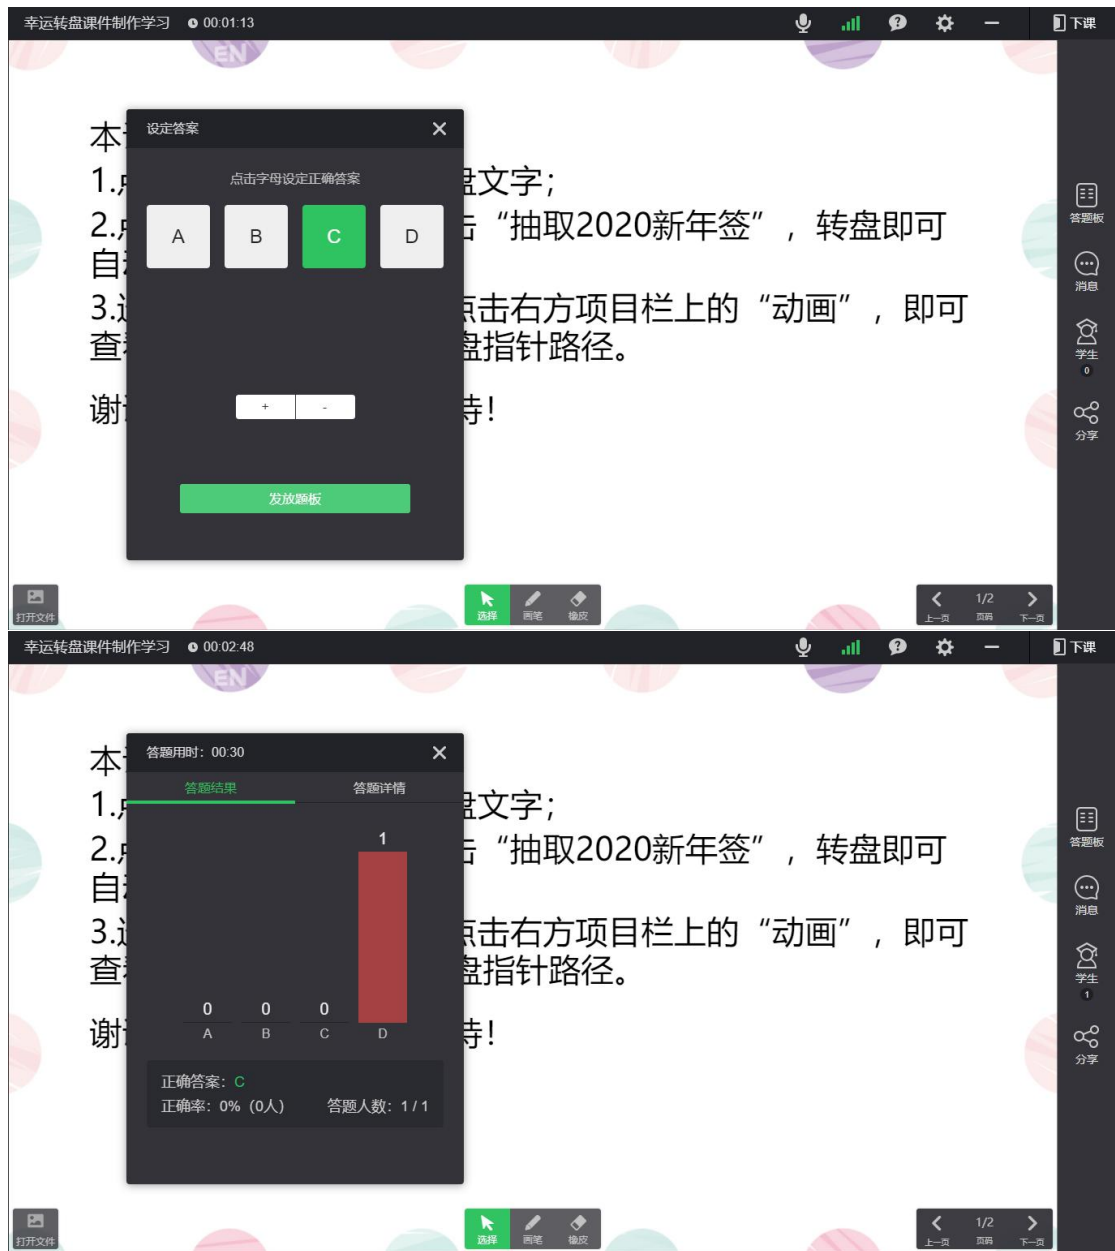 幸运转盘课件制作学习 00:01:13 下课
EN
设定答案
点击字母设定正确答案
A B C D
+ -
发放题板
本
1. 盘文字；
2. 击“抽取2020新年签”，转盘即可
自
3. 点击右方项目栏上的“动画”，即可
查 盘指针路径。
谢 持！
答题板
消息
学生
0
分享
打开文件
选择 画笔 橡皮
上一页 1/2 页码 下一页
幸运转盘课件制作学习 00:02:48 下课
EN
答题用时：00:30
答题结果 答题详情
1
0 0 0
A B C D
正确答案：C
正确率：0%（0人） 答题人数：1 / 1
本
1. 盘文字；
2. 击“抽取2020新年签”，转盘即可
自
3. 点击右方项目栏上的“动画”，即可
查 盘指针路径。
谢 持！
答题板
消息
学生
1
分享
打开文件
选择 画笔 橡皮
上一页 1/2 页码 下一页